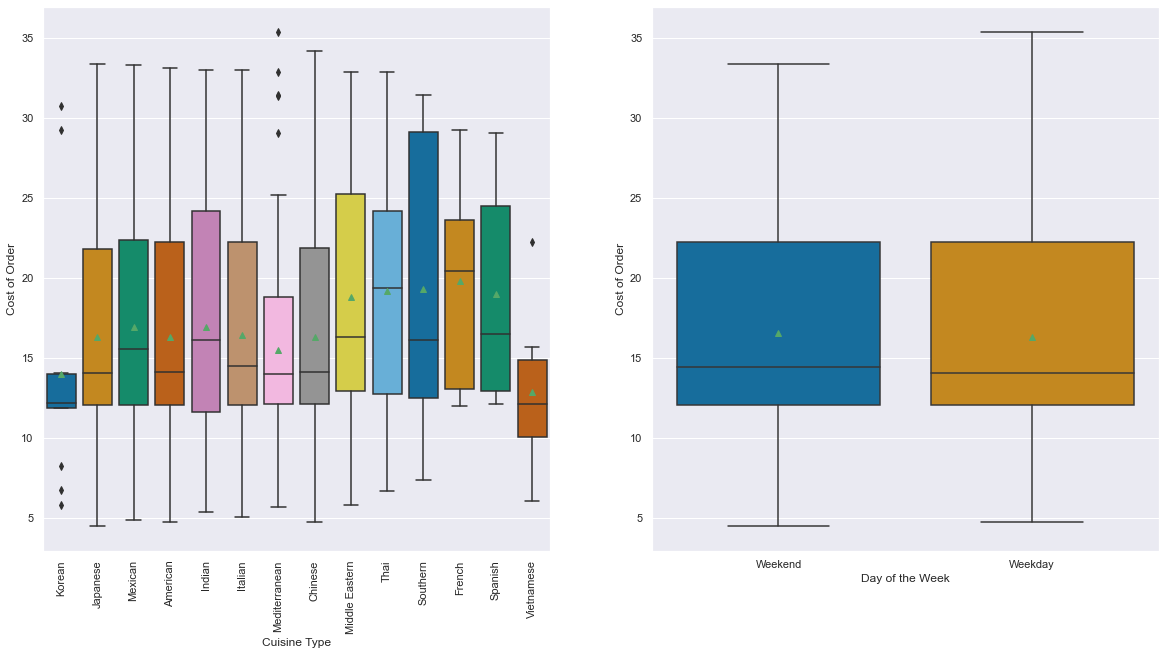 35
30
25
20
15
10
5
Cost of Order
Korean
Japanese
Mexican
American
Indian
Italian
Mediterranean
Chinese
Middle Eastern
Thai
Southern
French
Spanish
Vietnamese
Cuisine Type
35
30
25
20
15
10
5
Cost of Order
Weekend
Weekday
Day of the Week